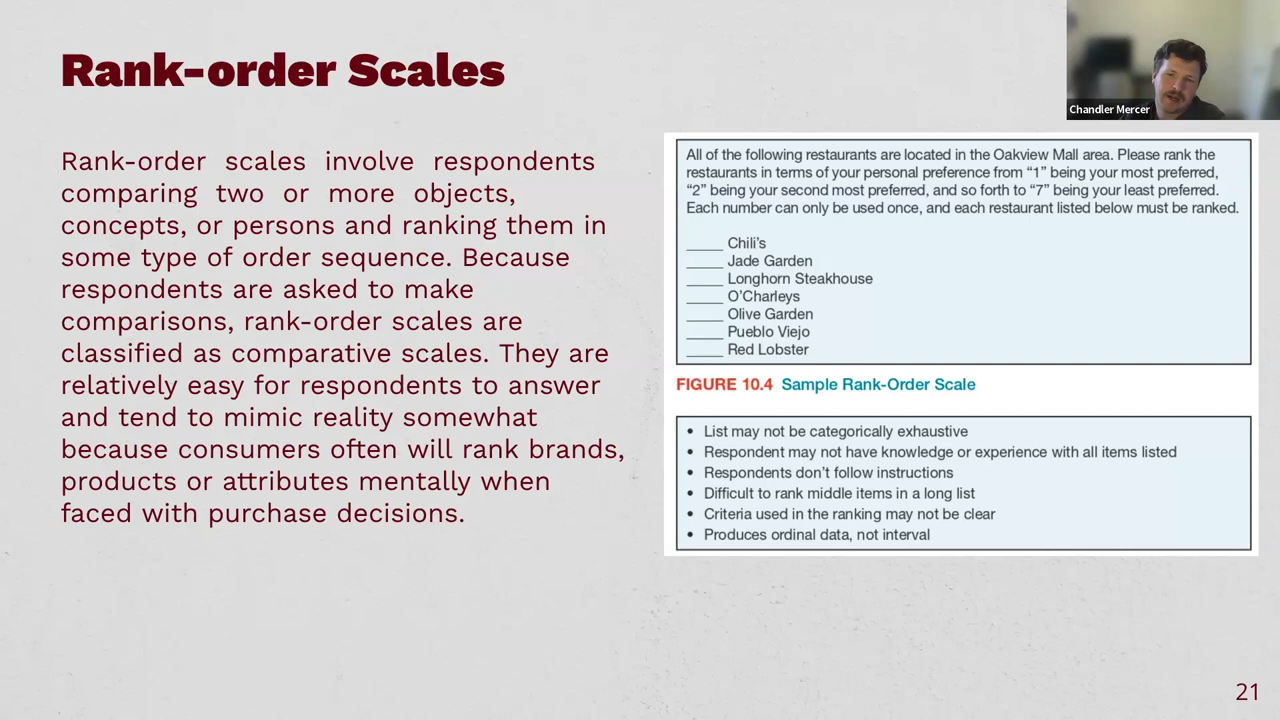 Rank-order Scales
Chandler Mercer
Rank-order scales involve respondents
comparing two or more objects,
concepts, or persons and ranking them in
some type of order sequence. Because
respondents are asked to make
comparisons, rank-order scales are
classified as comparative scales. They are
relatively easy for respondents to answer
and tend to mimic reality somewhat
because consumers often will rank brands,
products or attributes mentally when
faced with purchase decisions.
All of the following restaurants are located in the Oakview Mall area. Please rank the
restaurants in terms of your personal preference from “1” being your most preferred,
“2” being your second most preferred, and so forth to “7” being your least preferred.
Each number can only be used once, and each restaurant listed below must be ranked.
_____ Chili’s
_____ Jade Garden
_____ Longhorn Steakhouse
_____ O’Charleys
_____ Olive Garden
_____ Pueblo Viejo
_____ Red Lobster
FIGURE 10.4 Sample Rank-Order Scale
• List may not be categorically exhaustive
• Respondent may not have knowledge or experience with all items listed
• Respondents don’t follow instructions
• Difficult to rank middle items in a long list
• Criteria used in the ranking may not be clear
• Produces ordinal data, not interval
21